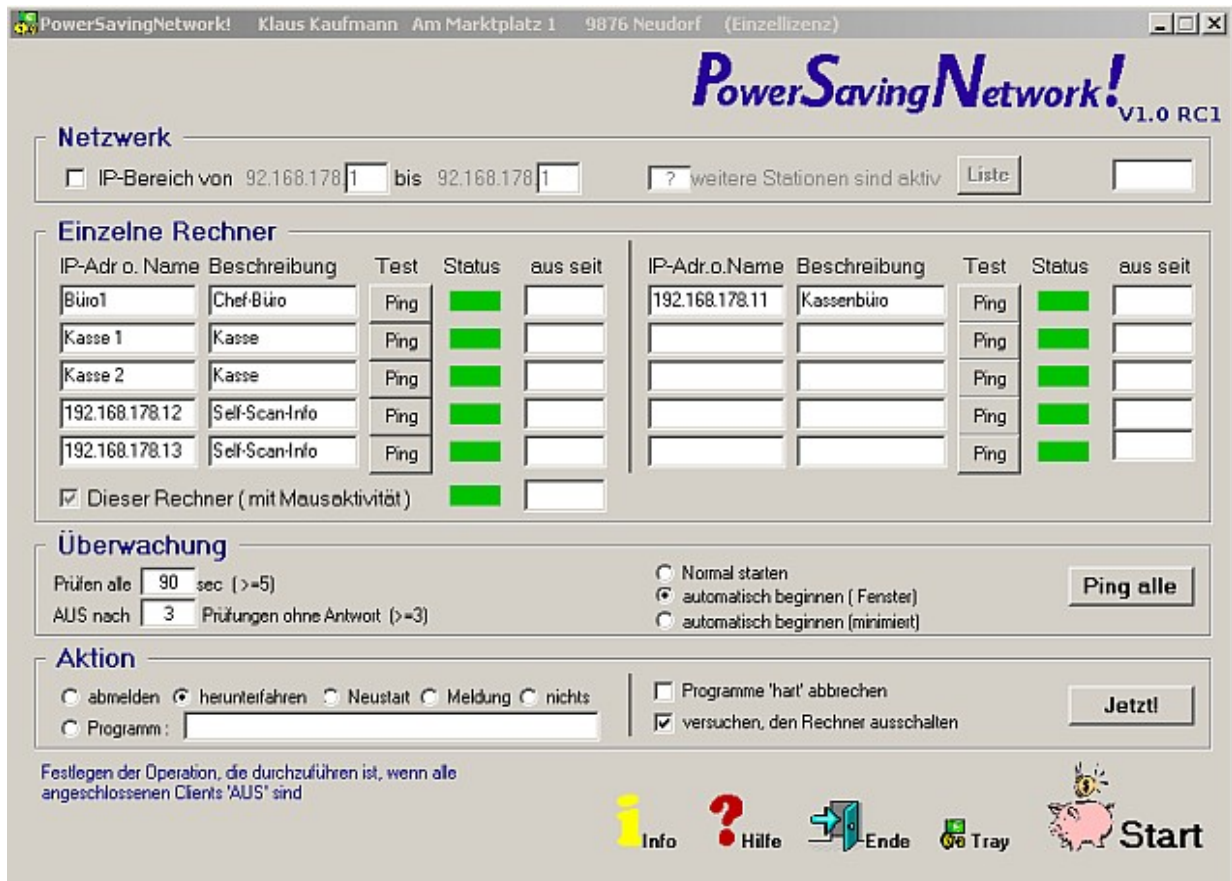 PowerSavingNetwork! Klaus Kaufmann Am Marktplatz 1 9876 Neudorf (Einzellizenz)
PowerSavingNetwork!
V1.0 RC1
Netzwerk
IP-Bereich von 92.168.178. 1 bis 92.168.178. 1 ? weitere Stationen sind aktiv Liste
Einzelne Rechner
IP-Adr o. Name Beschreibung Test Status aus seit IP-Adr.o.Name Beschreibung Test Status aus seit
Büro1 Chef-Büro Ping 192.168.178.11 Kassenbüro Ping
Kasse 1 Kasse Ping Ping
Kasse 2 Kasse Ping Ping
192.168.178.12 Self-Scan-Info Ping Ping
192.168.178.13 Self-Scan-Info Ping Ping
Dieser Rechner ( mit Mausaktivität )
Überwachung
Prüfen alle 90 sec (>=5)
AUS nach 3 Prüfungen ohne Antwort (>=3)
Normal starten
automatisch beginnen ( Fenster)
automatisch beginnen (minimiert)
Ping alle
Aktion
abmelden herunterfahren Neustart Meldung nichts
Programm :
Programme 'hart' abbrechen
versuchen, den Rechner ausschalten
Jetzt!
Festlegen der Operation, die durchzuführen ist, wenn alle
angeschlossenen Clients 'AUS' sind
Info Hilfe Ende Tray Start